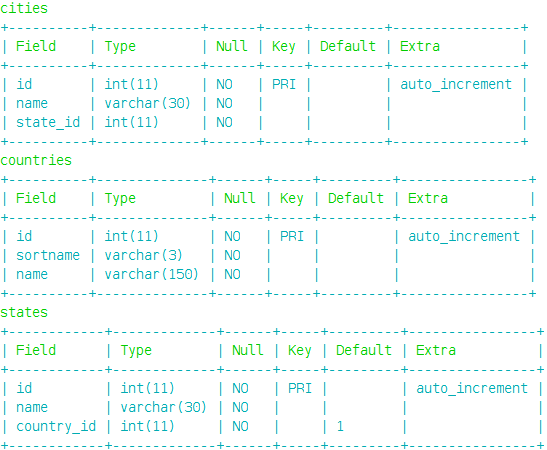 cities
+----------+-------------+------+-----+---------+----------------+
| Field    | Type        | Null | Key | Default | Extra          |
+----------+-------------+------+-----+---------+----------------+
| id       | int(11)     | NO   | PRI |         | auto_increment |
| name     | varchar(30) | NO   |     |         |                |
| state_id | int(11)     | NO   |     |         |                |
+----------+-------------+------+-----+---------+----------------+
countries
+----------+--------------+------+-----+---------+----------------+
| Field    | Type         | Null | Key | Default | Extra          |
+----------+--------------+------+-----+---------+----------------+
| id       | int(11)      | NO   | PRI |         | auto_increment |
| sortname | varchar(3)   | NO   |     |         |                |
| name     | varchar(150) | NO   |     |         |                |
+----------+--------------+------+-----+---------+----------------+
states
+------------+-------------+------+-----+---------+----------------+
| Field      | Type        | Null | Key | Default | Extra          |
+------------+-------------+------+-----+---------+----------------+
| id         | int(11)     | NO   | PRI |         | auto_increment |
| name       | varchar(30) | NO   |     |         |                |
| country_id | int(11)     | NO   |     | 1       |                |
+------------+-------------+------+-----+---------+----------------+